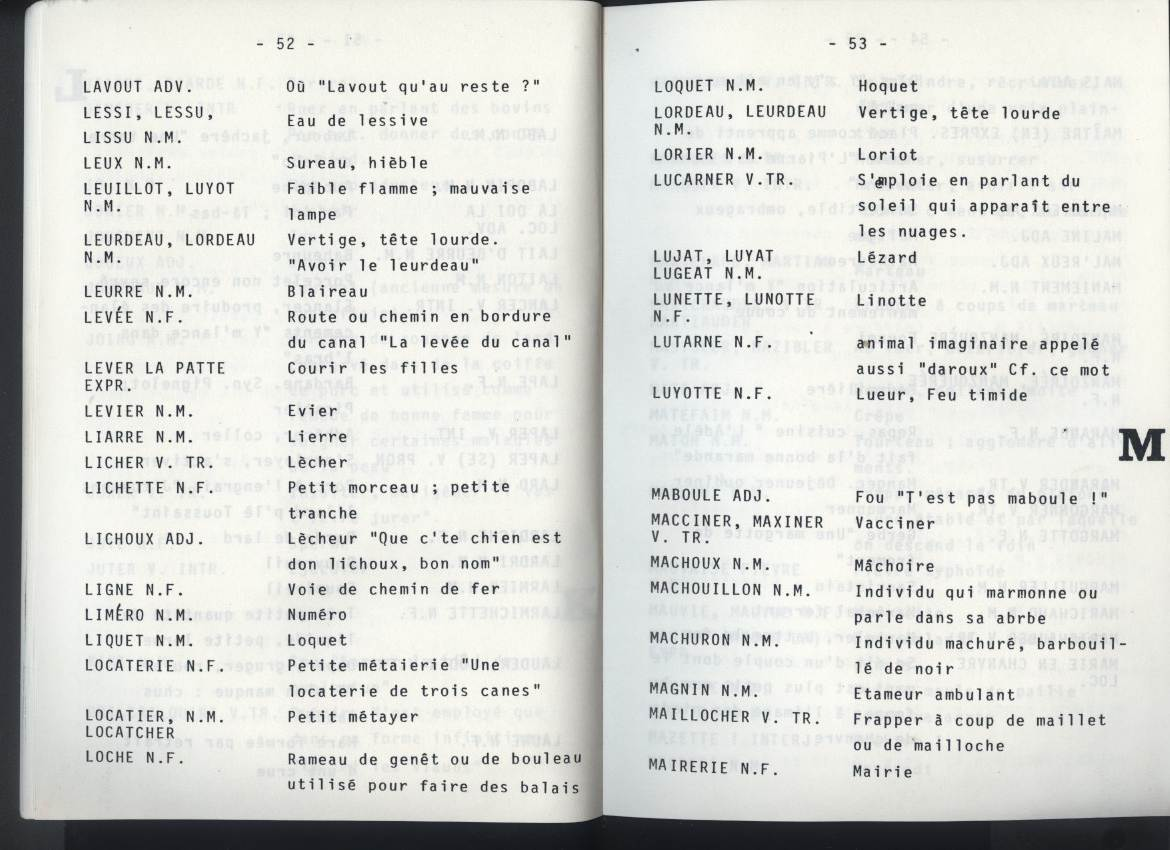 - 52 -
LAVOUT ADV. Où "Lavout qu'au reste ?"
LESSI, LESSU, Eau de lessive
LISSU N.M.
LEUX N.M. Sureau, hièble
LEUILLOT, LUYOT Faible flamme ; mauvaise
N.M. lampe
LEURDEAU, LORDEAU Vertige, tête lourde.
"Avoir le leurdeau"
LEURRE N.M. Blaireau
LEVÉE N.F. Route ou chemin en bordure
du canal "La levée du canal"
LEVER LA PATTE Courir les filles
EXPR.
LEVIER N.M. Evier
LIARRE N.M. Lierre
LICHER V. TR. Lècher
LICHETTE N.F. Petit morceau ; petite
tranche
LICHOUX ADJ. Lècheur "Que c'te chien est
don lichoux, bon nom"
LIGNE N.F. Voie de chemin de fer
LIMÉRO N.M. Numéro
LIQUET N.M. Loquet
LOCATERIE N.F. Petite métaierie "Une
locaterie de trois canes"
LOCATIER, N.M. Petit métayer
LOCATCHER
LOCHE N.F. Rameau de genêt ou de bouleau
utilisé pour faire des balais
- 53 -
LOQUET N.M. Hoquet
LORDEAU, LEURDEAU Vertige, tête lourde
N.M.
LORIER N.M. Loriot
LUCARNER V.TR. S'emploie en parlant du
soleil qui apparaît entre
les nuages.
LUJAT, LUYAT Lézard
LUGEAT N.M.
LUNETTE, LUNOTTE Linotte
N.F.
LUTARNE N.F. animal imaginaire appelé
aussi "daroux" Cf. ce mot
LUYOTTE N.F. Lueur, Feu timide
M
MABOULE ADJ. Fou "T'est pas maboule !"
MACCINER, MAXINER Vacciner
V. TR.
MACHOUX N.M. Mâchoire
MACHOUILLON N.M. Individu qui marmonne ou
parle dans sa abrbe
MACHURON N.M. Individu machuré, barbouil-
lé de noir
MAGNIN N.M. Etameur ambulant
MAILLOCHER V. TR. Frapper à coup de maillet
ou de mailloche
MAIRERIE N.F. Mairie